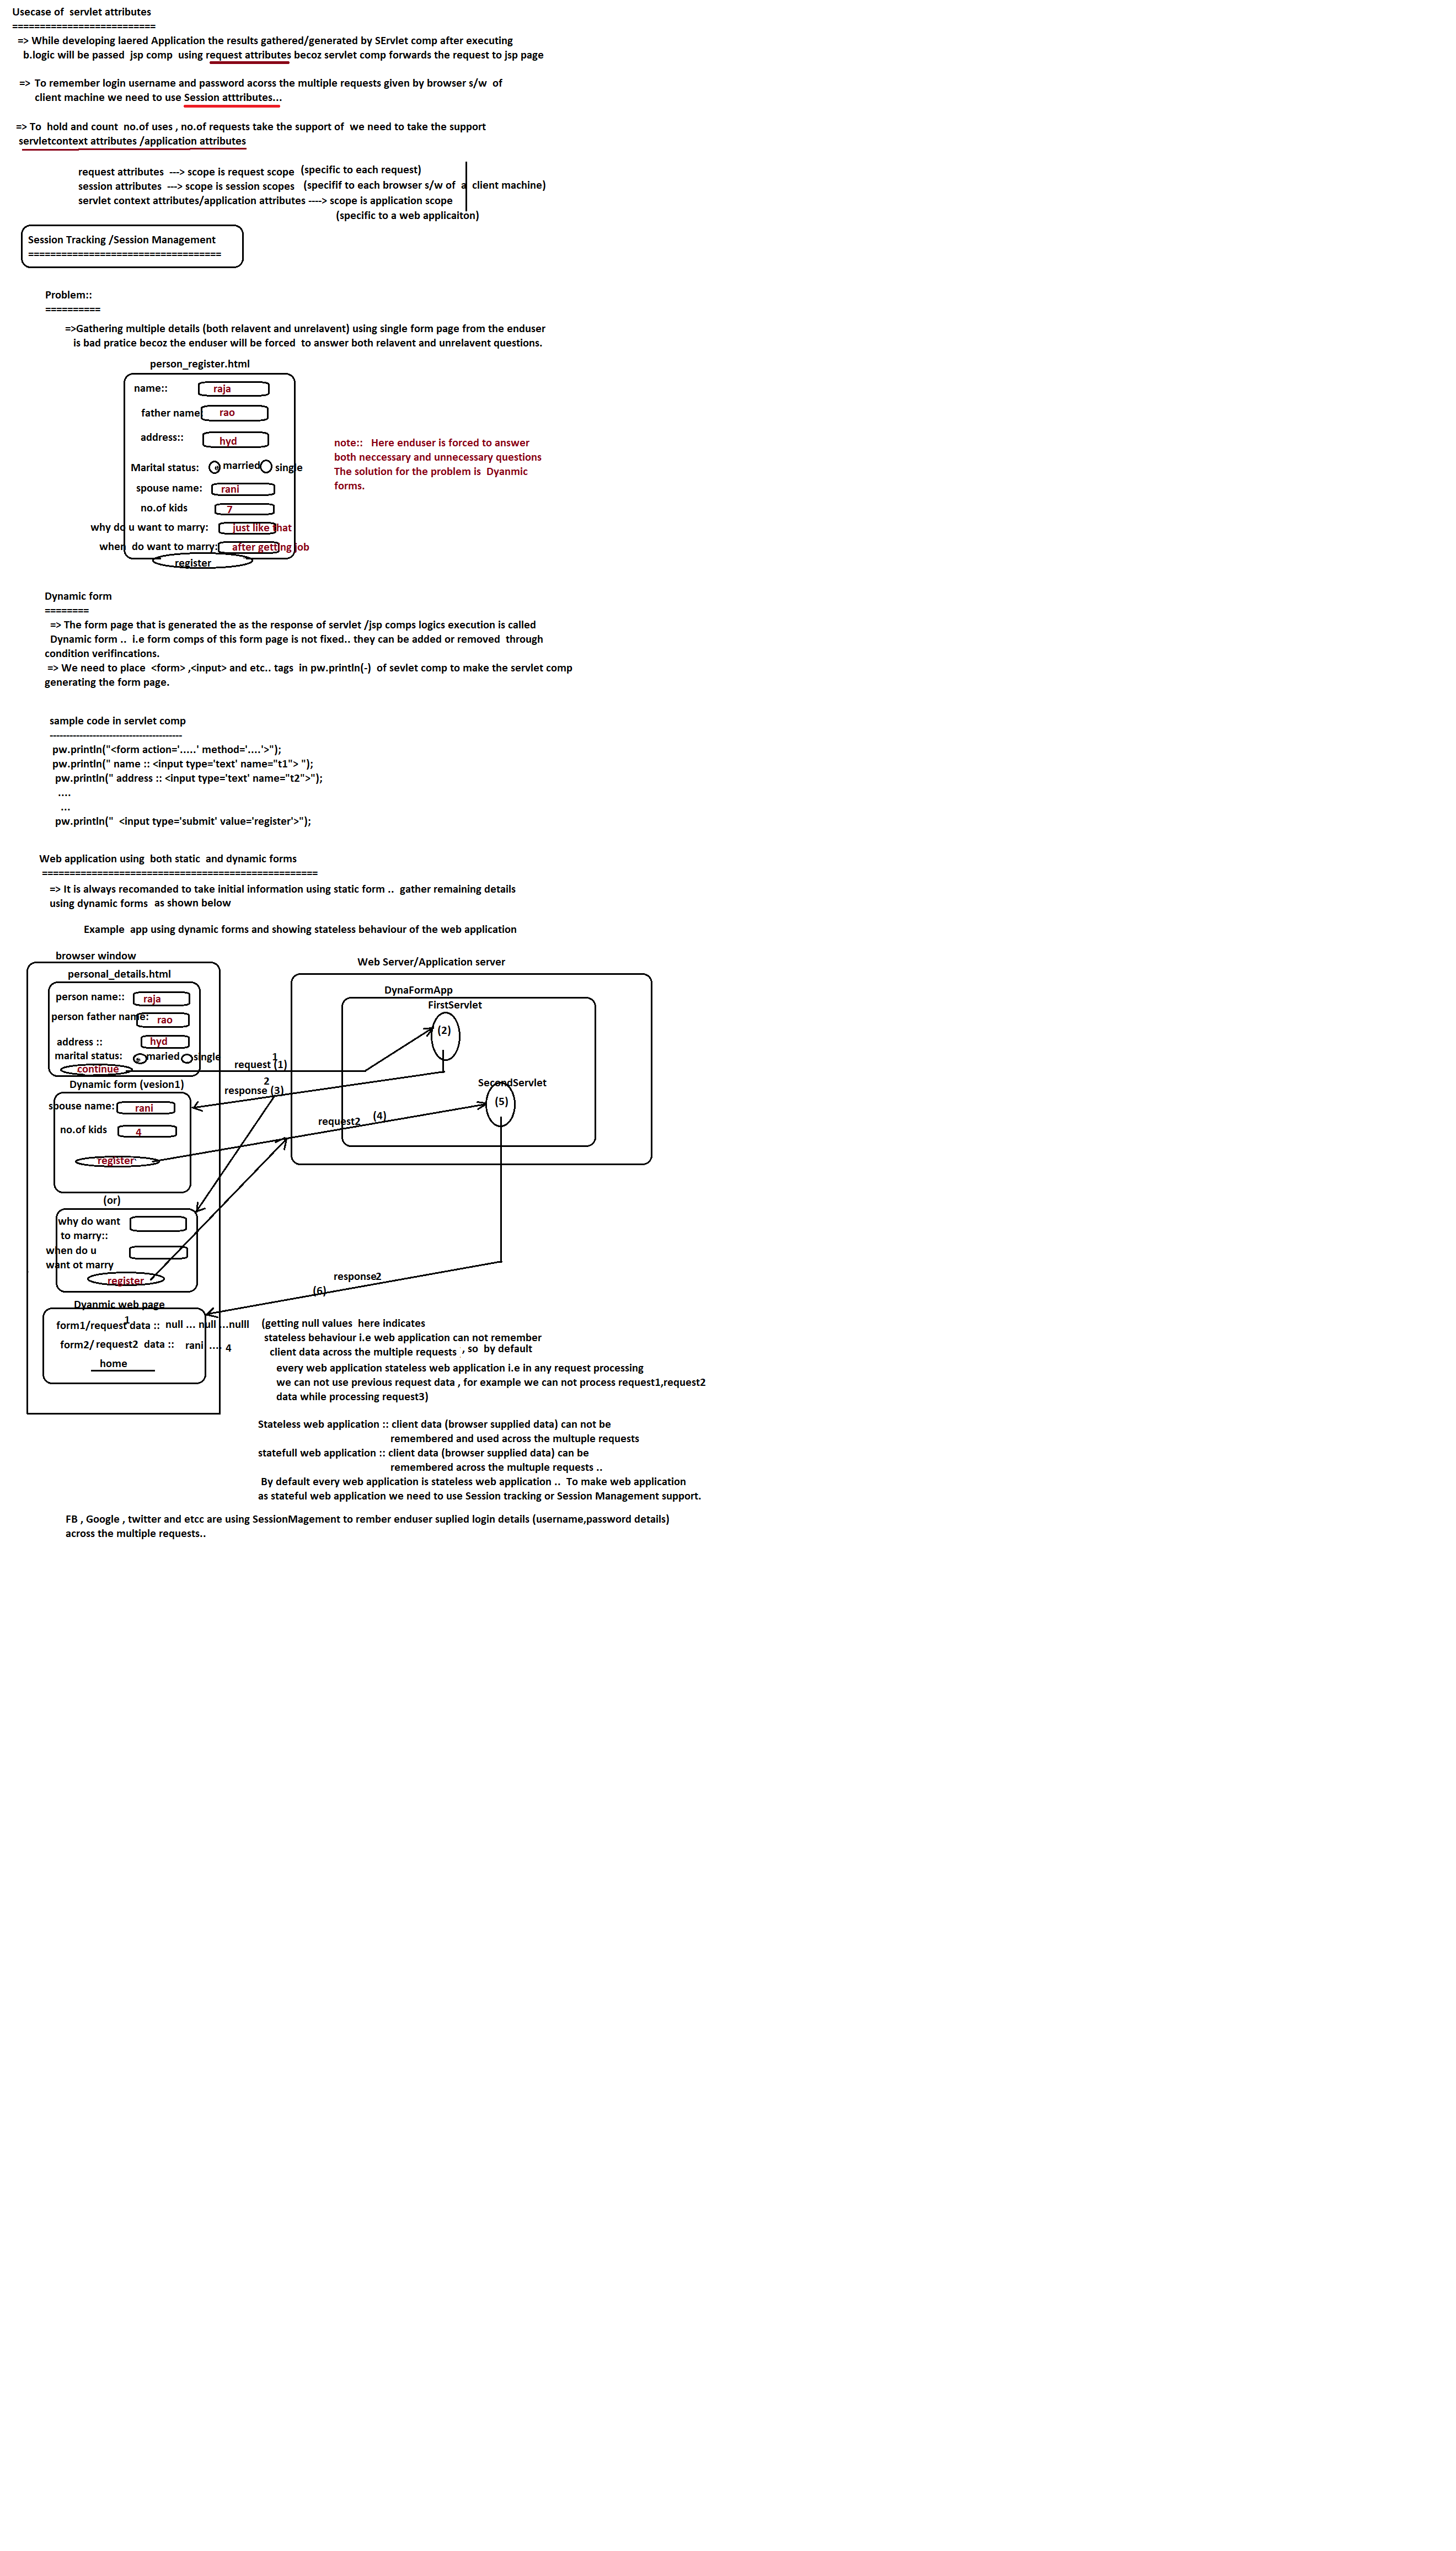 Usecase of  servlet attributes
==========================
=> While developing laered Application the results gathered/generated by SErvlet comp after executing
b.logic will be passed  jsp comp  using request attributes becoz servlet comp forwards the request to jsp page
=>  To remember login username and password acorss the multiple requests given by browser s/w  of
client machine we need to use Session atttributes...
=> To  hold and count  no.of uses , no.of requests take the support of  we need to take the support
servletcontext attributes /application attributes
request attributes  ---> scope is request scope  (specific to each request)
session attributes  ---> scope is session scopes   (specifif to each browser s/w of  a  client machine)
servlet context attributes/application attributes ----> scope is application scope
(specific to a web applicaiton)
Session Tracking /Session Management
===================================
Problem::
==========
=>Gathering multiple details (both relavent and unrelavent) using single form page from the enduser
is bad pratice becoz the enduser will be forced  to answer both relavent and unrelavent questions.
person_register.html
name:: raja
father name: rao
address:: hyd
Marital status: married single
spouse name: rani
no.of kids 7
why do u want to marry: just like that
when  do want to marry: after getting job
register
note::   Here enduser is forced to answer
both neccessary and unnecessary questions
The solution for the problem is  Dyanmic
forms.
Dynamic form
========
=> The form page that is generated the as the response of servlet /jsp comps logics execution is called
Dynamic form ..  i.e form comps of this form page is not fixed.. they can be added or removed  through
condition verifincations.
=> We need to place  <form> ,<input> and etc.. tags  in pw.println(-)  of sevlet comp to make the servlet comp
generating the form page.
sample code in servlet comp
----------------------------------------
pw.println("<form action='.....' method='....'>");
pw.println(" name :: <input type='text' name="t1"> ");
pw.println(" address :: <input type='text' name="t2">");
....
...
pw.println("  <input type='submit' value='register'>");
Web application using  both static  and dynamic forms
==================================================
=> It is always recomanded to take initial information using static form ..  gather remaining details
using dynamic forms  as shown below
Example  app using dynamic forms and showing stateless behaviour of the web application
browser window
Web Server/Application server
personal_details.html
person name:: raja
person father name: rao
address :: hyd
marital status: maried single
continue
DynaFormApp
FirstServlet
(2)
request (1)
1
Dynamic form (vesion1)
2
response (3)
SecondServlet
(5)
spouse name: rani
no.of kids 4
register
request2 (4)
(or)
why do want
to marry::
when do u
want ot marry
register
response2
(6)
Dyanmic web page
1
form1/request data ::  null ... null ...nulll
form2/ request2  data ::  rani .... 4
home
(getting null values  here indicates
stateless behaviour i.e web application can not remember
client data across the multiple requests  , so  by default
every web application stateless web application i.e in any request processing
we can not use previous request data , for example we can not process request1,request2
data while processing request3)
Stateless web application :: client data (browser supplied data) can not be
remembered and used across the multuple requests
statefull web application :: client data (browser supplied data) can be
remembered across the multuple requests ..
By default every web application is stateless web application ..  To make web application
as stateful web application we need to use Session tracking or Session Management support.
FB , Google , twitter and etcc are using SessionMagement to rember enduser suplied login details (username,password details)
across the multiple requests..